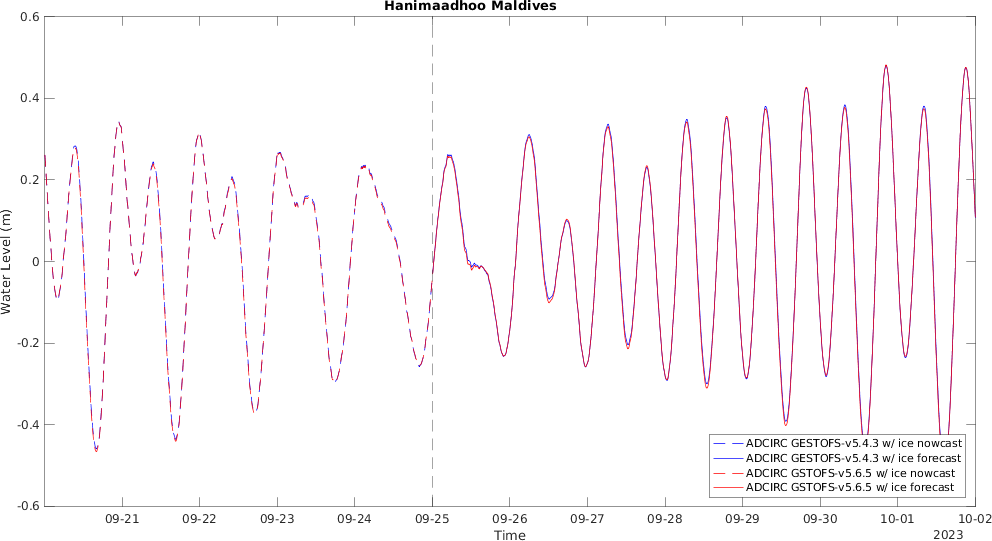 Hanimaadhoo Maldives
0.6
0.4
0.2
0
-0.2
-0.4
-0.6
Water Level (m)
ADCIRC GESTOFS-v5.4.3 w/ ice nowcast
ADCIRC GESTOFS-v5.4.3 w/ ice forecast
ADCIRC GSTOFS-v5.6.5 w/ ice nowcast
ADCIRC GSTOFS-v5.6.5 w/ ice forecast
09-21 09-22 09-23 09-24 09-25 09-26 09-27 09-28 09-29 09-30 10-01 10-02
Time
2023